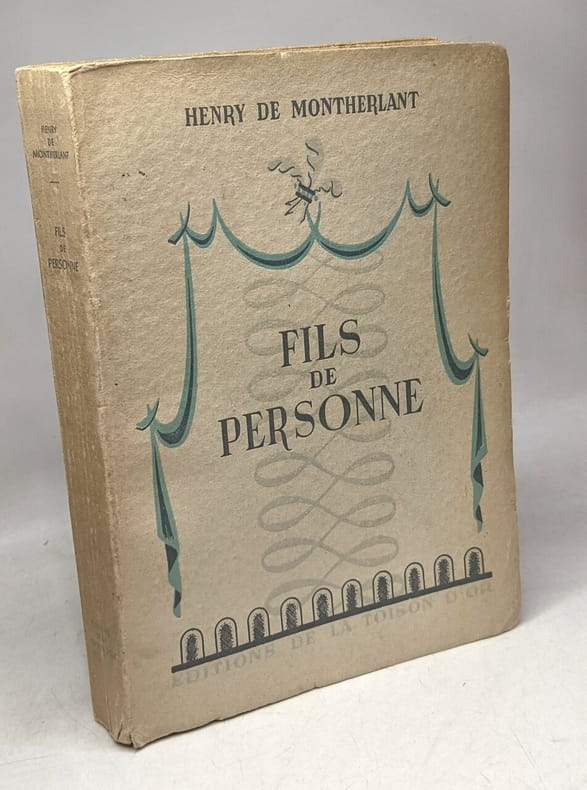 HENRY DE MONTHERLANT
FILS
DE
PERSONNE
EDITIONS DE LA TOISON D'OR
HENRY
DE
MONTHERLANT
FILS
DE
PERSONNE